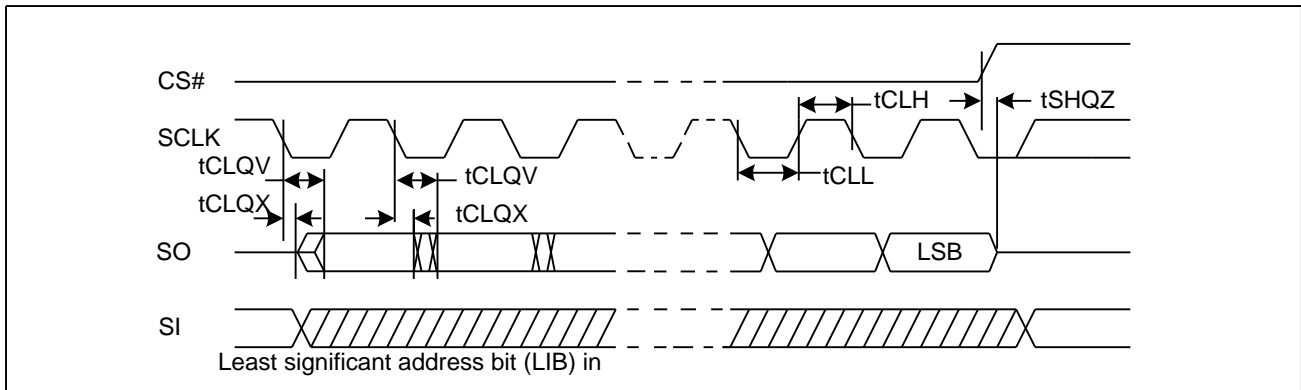 CS#
tCLH
tSHQZ
SCLK
tCLQV
tCLQV
tCLL
tCLQX
tCLQX
SO
LSB
SI
Least significant address bit (LIB) in